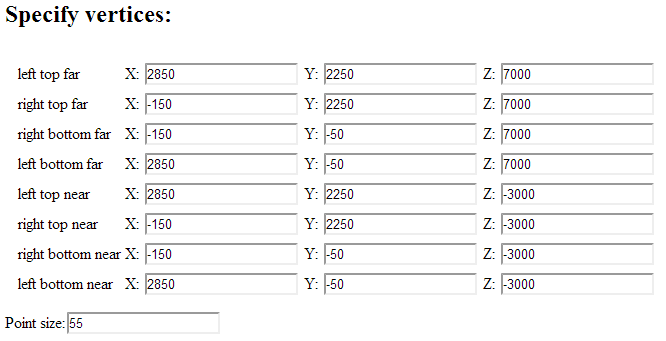 Specify vertices:
left top far X: 2850 Y: 2250 Z: 7000
right top far X: -150 Y: 2250 Z: 7000
right bottom far X: -150 Y: -50 Z: 7000
left bottom far X: 2850 Y: -50 Z: 7000
left top near X: 2850 Y: 2250 Z: -3000
right top near X: -150 Y: 2250 Z: -3000
right bottom near X: -150 Y: -50 Z: -3000
left bottom near X: 2850 Y: -50 Z: -3000
Point size: 55